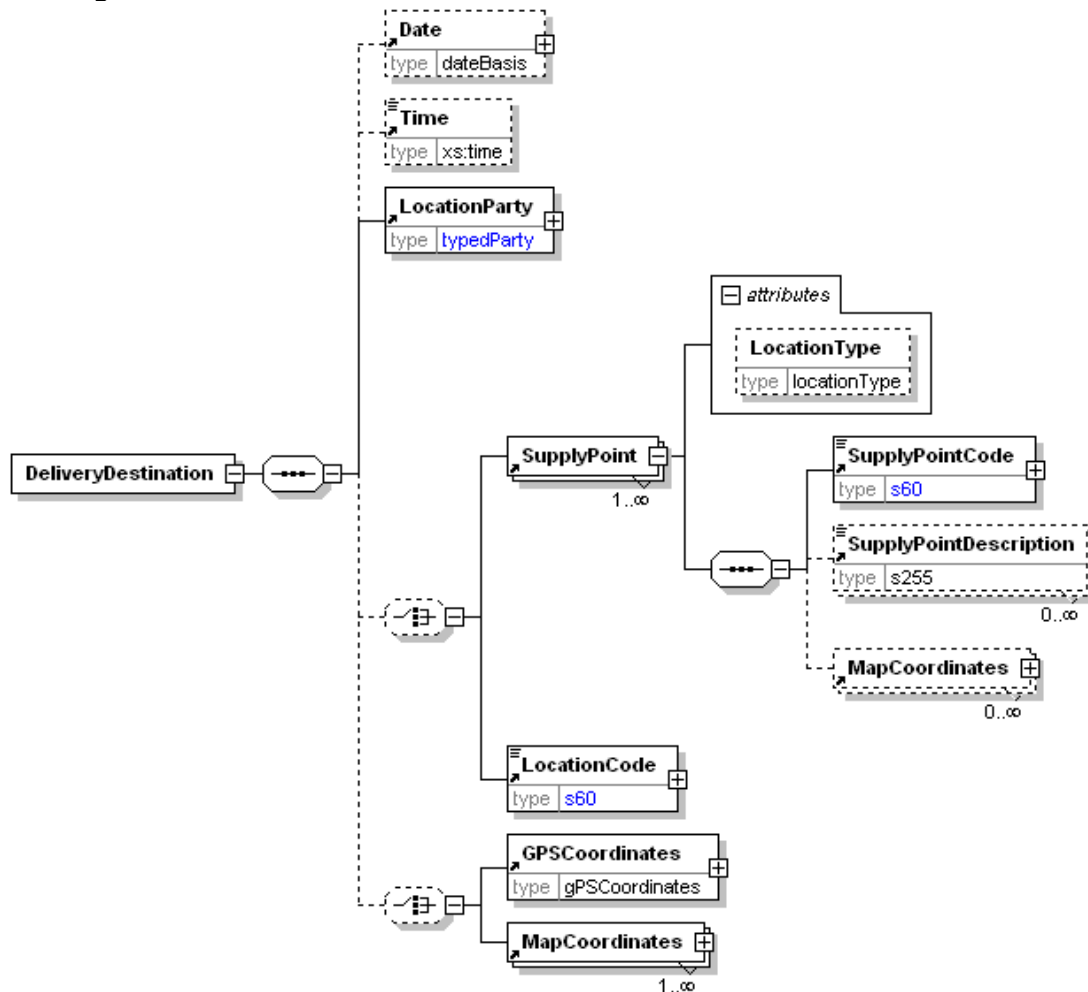 Date
type dateBasis
Time
type xs:time
LocationParty
type typedParty
attributes
LocationType
type locationType
DeliveryDestination
SupplyPoint
1..∞
SupplyPointCode
type s60
SupplyPointDescription
type s255
0..∞
MapCoordinates
0..∞
LocationCode
type s60
GPSCoordinates
type gPSCoordinates
MapCoordinates
1..∞